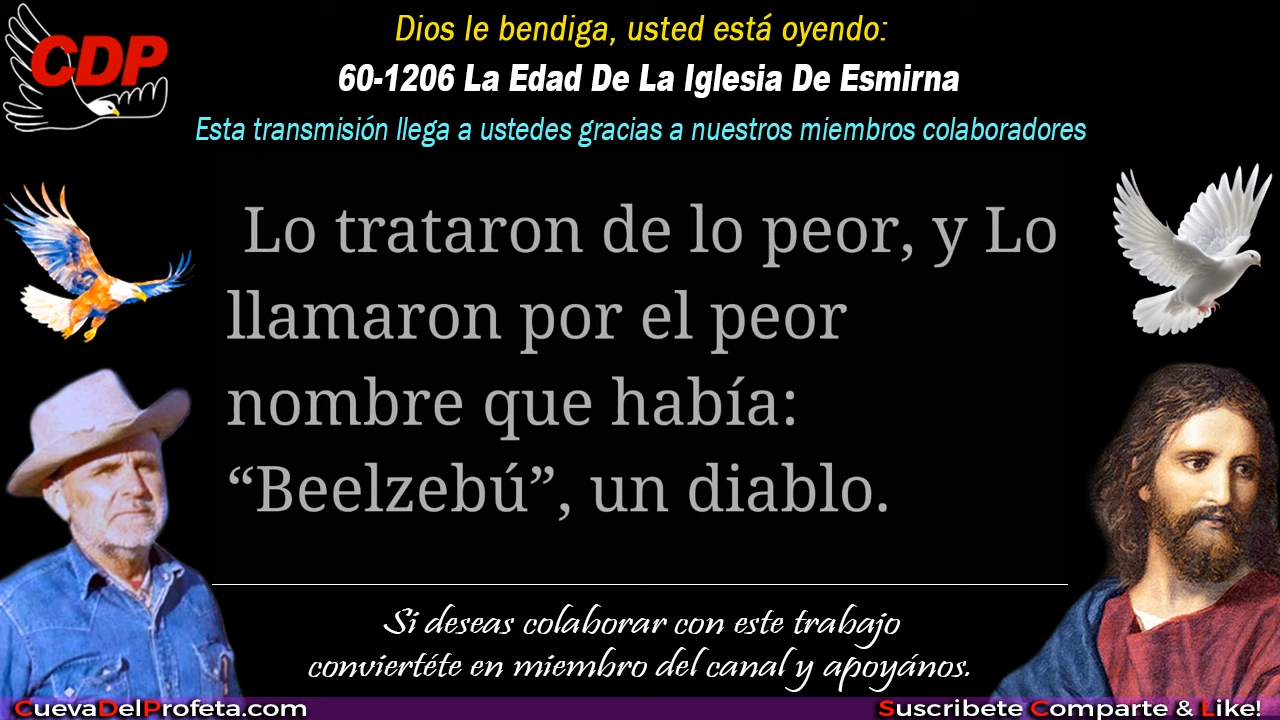 CDP
Dios le bendiga, usted está oyendo:
60-1206 La Edad De La Iglesia De Esmirna
Esta transmisión llega a ustedes gracias a nuestros miembros colaboradores
Lo trataron de lo peor, y Lo
llamaron por el peor
nombre que había:
“Beelzebú”, un diablo.
Si deseas colaborar con este trabajo
conviertéte en miembro del canal y apoyános.
CuevaDelProfeta.com
Suscribete Comparte & Like!